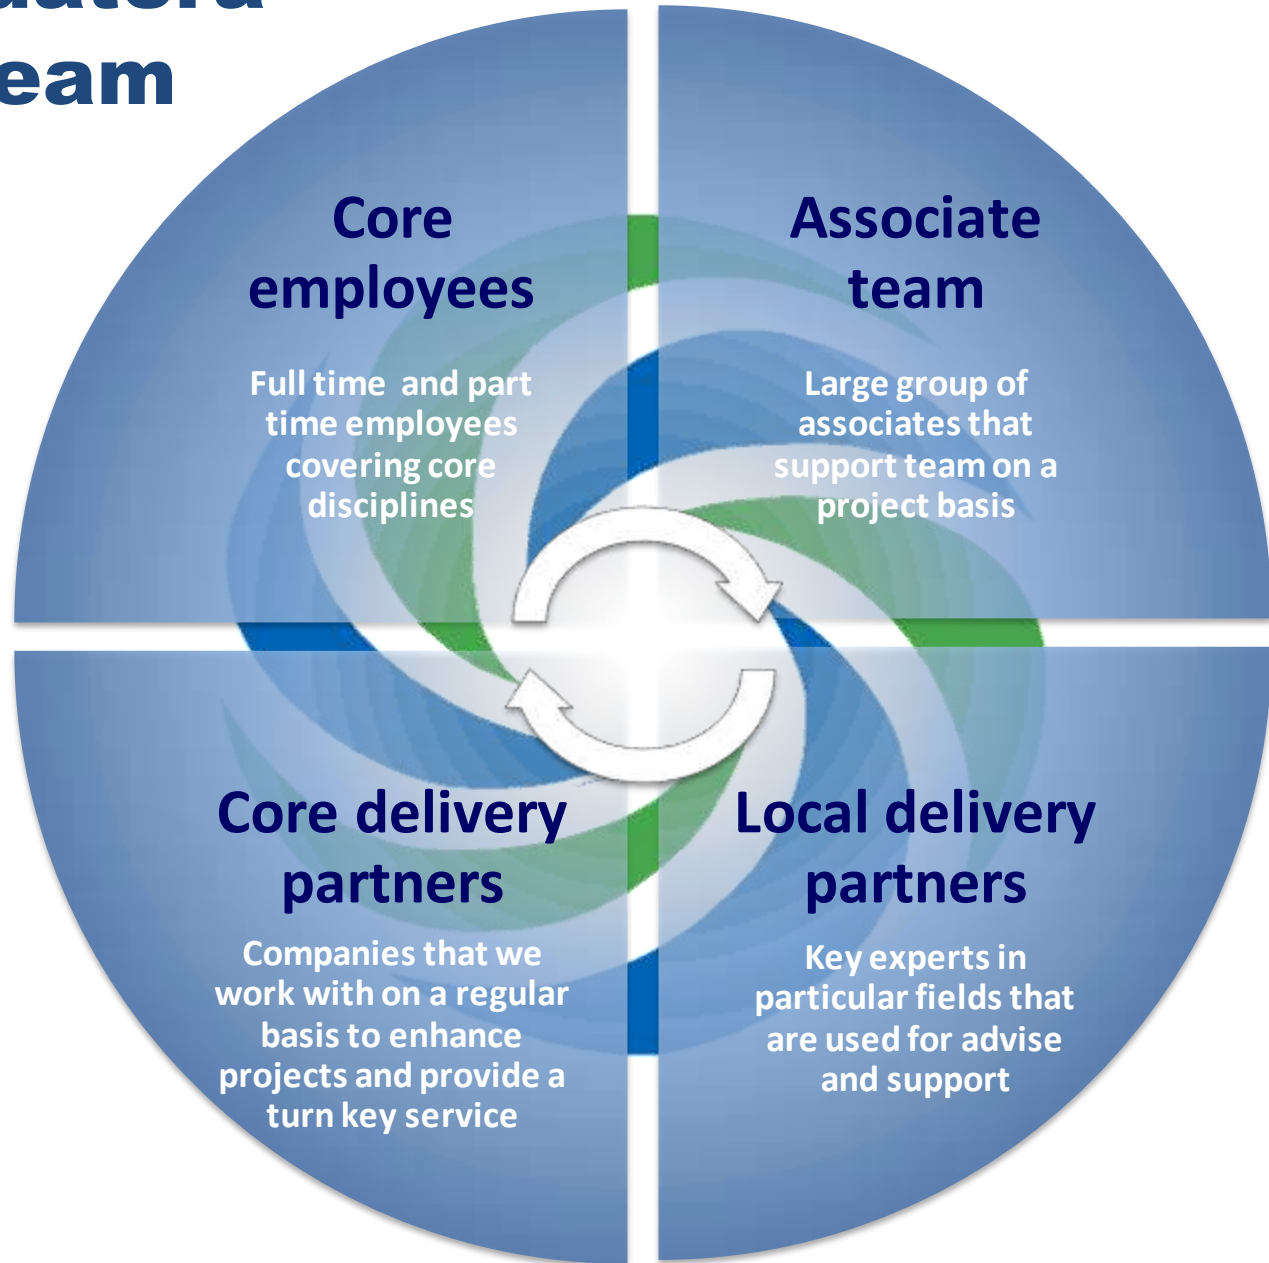 eam
Core
employees
Full time and part
time employees
covering core
disciplines
Associate
team
Large group of
associates that
support team on a
project basis
Core delivery
partners
Companies that we
work with on a regular
basis to enhance
projects and provide a
turn key service
Local delivery
partners
Key experts in
particular fields that
are used for advise
and support